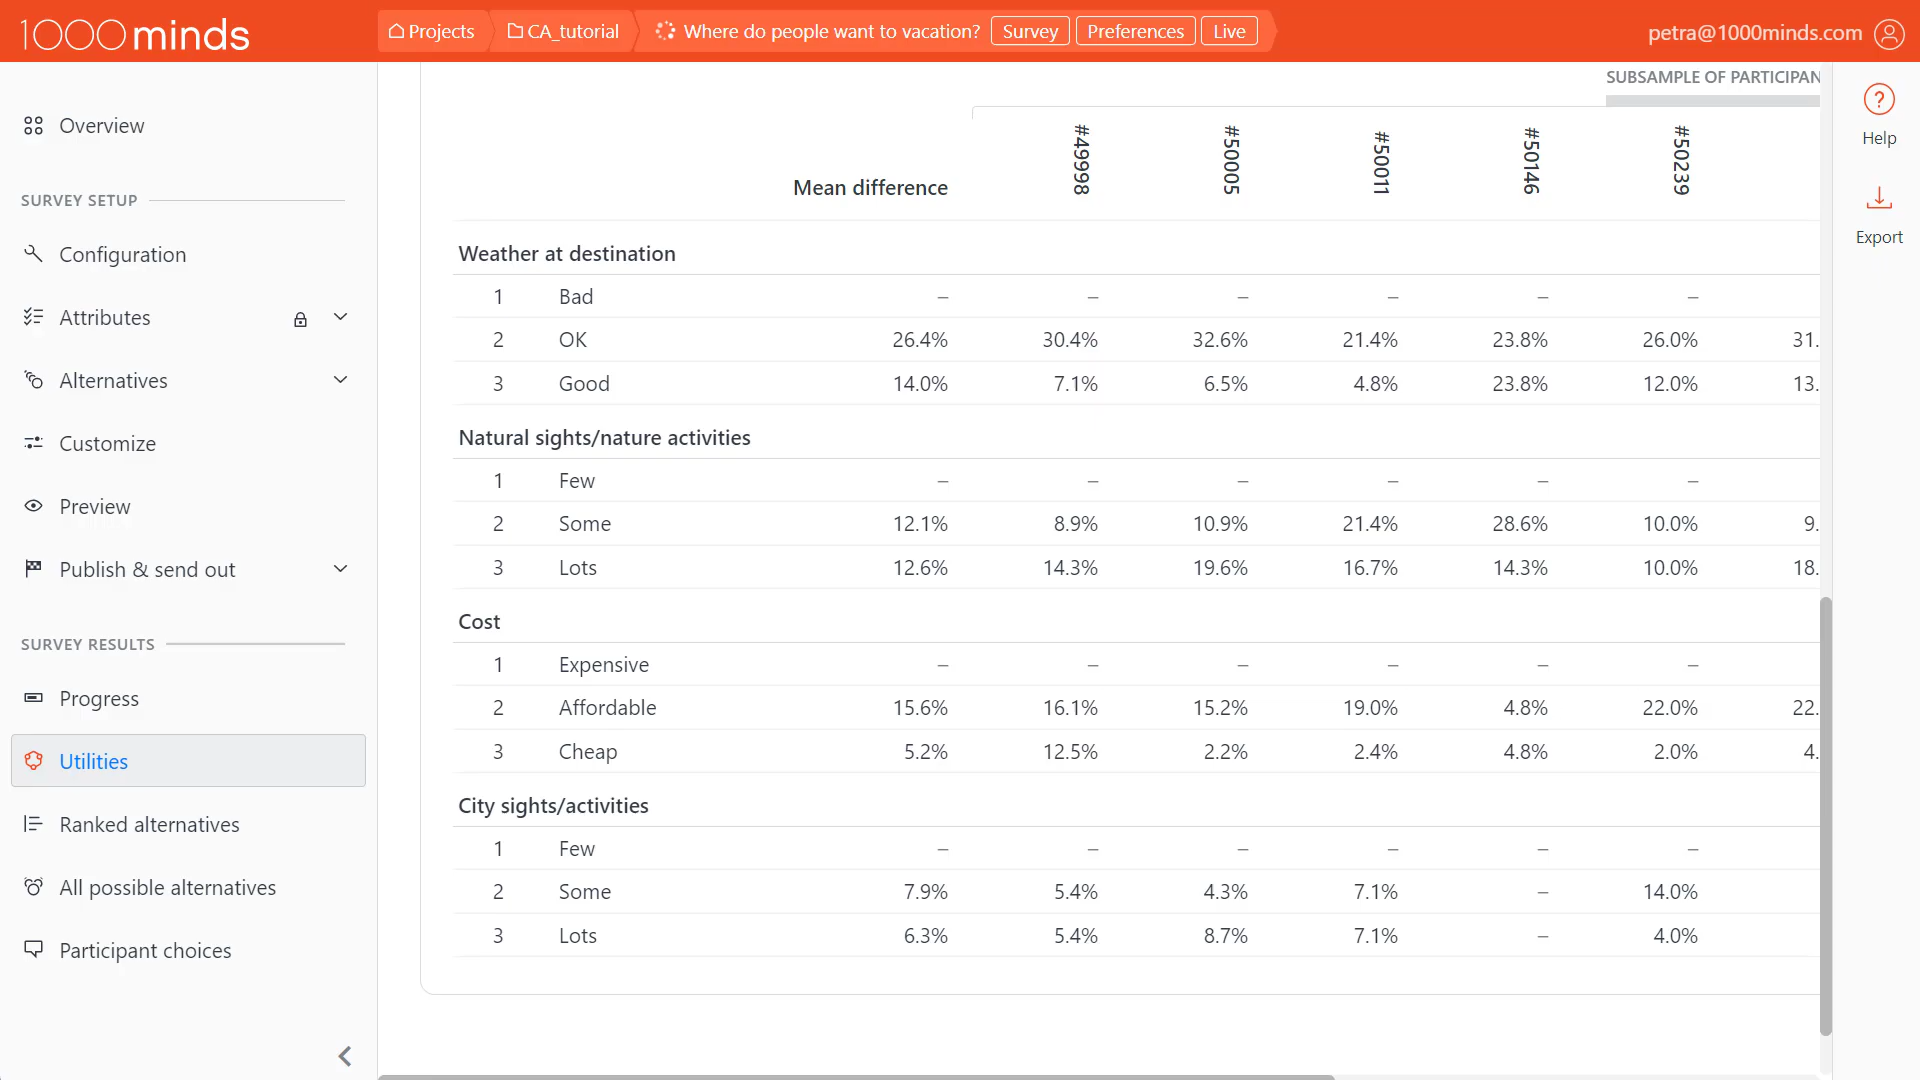 1000minds
Projects
CA_tutorial
Where do people want to vacation?
Survey
Preferences
Live
petra@1000minds.com
Overview
SURVEY SETUP
Configuration
Attributes
Alternatives
Customize
Preview
Publish & send out
SURVEY RESULTS
Progress
Utilities
Ranked alternatives
All possible alternatives
Participant choices
SUBSAMPLE OF PARTICIPAN
Mean difference #49998 #50005 #50011 #50146 #50239
Weather at destination
1 Bad – – – – – –
2 OK 26.4% 30.4% 32.6% 21.4% 23.8% 26.0% 31.
3 Good 14.0% 7.1% 6.5% 4.8% 23.8% 12.0% 13.
Natural sights/nature activities
1 Few – – – – – –
2 Some 12.1% 8.9% 10.9% 21.4% 28.6% 10.0% 9.
3 Lots 12.6% 14.3% 19.6% 16.7% 14.3% 10.0% 18.
Cost
1 Expensive – – – – – –
2 Affordable 15.6% 16.1% 15.2% 19.0% 4.8% 22.0% 22.
3 Cheap 5.2% 12.5% 2.2% 2.4% 4.8% 2.0% 4.
City sights/activities
1 Few – – – – – –
2 Some 7.9% 5.4% 4.3% 7.1% – 14.0%
3 Lots 6.3% 5.4% 8.7% 7.1% – 4.0%
? Help
Export